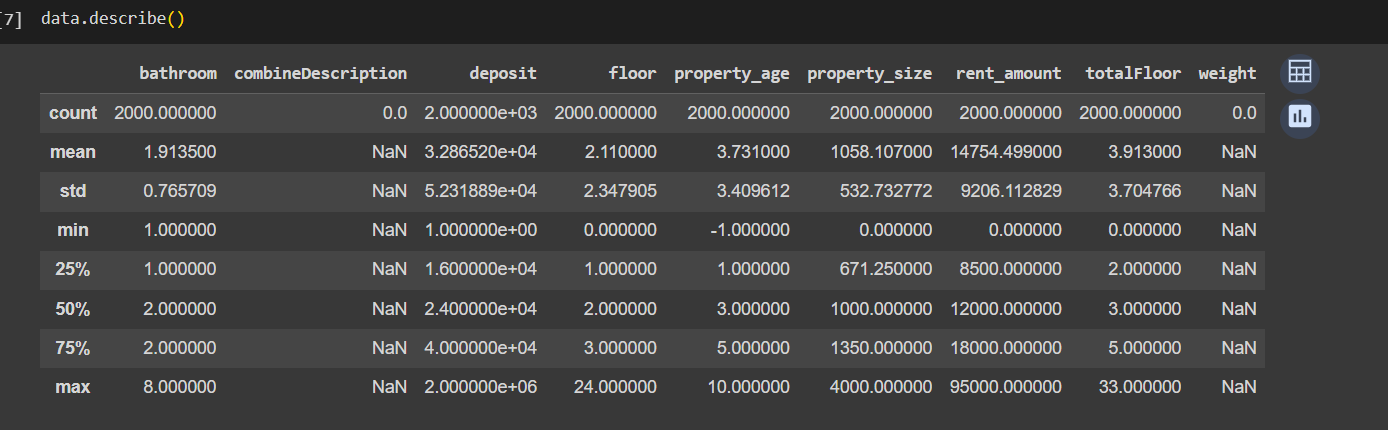 [7] data.describe()
bathroom combineDescription deposit floor property_age property_size rent_amount totalFloor weight
count 2000.000000 0.0 2.000000e+03 2000.000000 2000.000000 2000.000000 2000.000000 2000.000000 0.0
mean 1.913500 NaN 3.286520e+04 2.110000 3.731000 1058.107000 14754.499000 3.913000 NaN
std 0.765709 NaN 5.231889e+04 2.347905 3.409612 532.732772 9206.112829 3.704766 NaN
min 1.000000 NaN 1.000000e+00 0.000000 -1.000000 0.000000 0.000000 0.000000 NaN
25% 1.000000 NaN 1.600000e+04 1.000000 1.000000 671.250000 8500.000000 2.000000 NaN
50% 2.000000 NaN 2.400000e+04 2.000000 3.000000 1000.000000 12000.000000 3.000000 NaN
75% 2.000000 NaN 4.000000e+04 3.000000 5.000000 1350.000000 18000.000000 5.000000 NaN
max 8.000000 NaN 2.000000e+06 24.000000 10.000000 4000.000000 95000.000000 33.000000 NaN